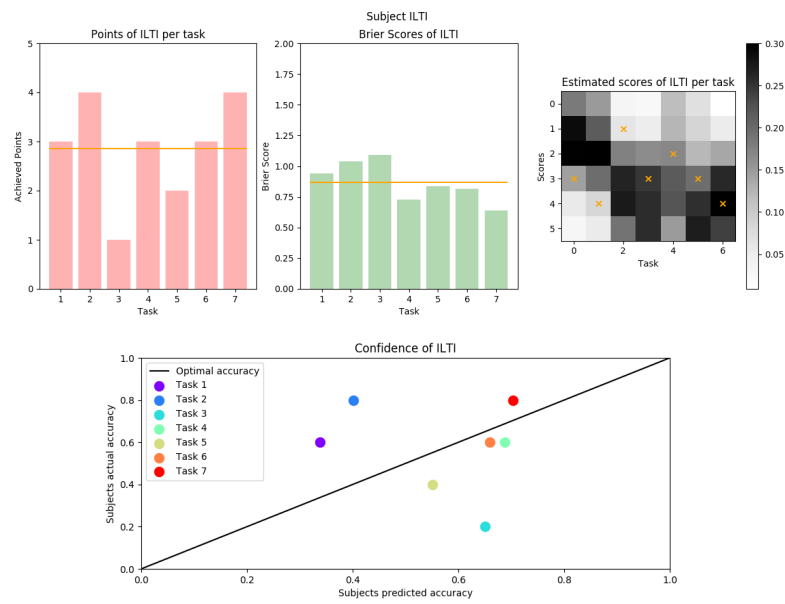 Subject ILTI
Points of ILTI per task
Achieved Points
5
4
3
2
1
0
1 2 3 4 5 6 7
Task
Brier Scores of ILTI
Brier Score
2.00
1.75
1.50
1.25
1.00
0.75
0.50
0.25
0.00
1 2 3 4 5 6 7
Task
Estimated scores of ILTI per task
Scores
0
1
2
3
4
5
0 2 4 6
Task
0.30
0.25
0.20
0.15
0.10
0.05
Confidence of ILTI
Subjects actual accuracy
1.0
0.8
0.6
0.4
0.2
0.0
Optimal accuracy
Task 1
Task 2
Task 3
Task 4
Task 5
Task 6
Task 7
0.0 0.2 0.4 0.6 0.8 1.0
Subjects predicted accuracy